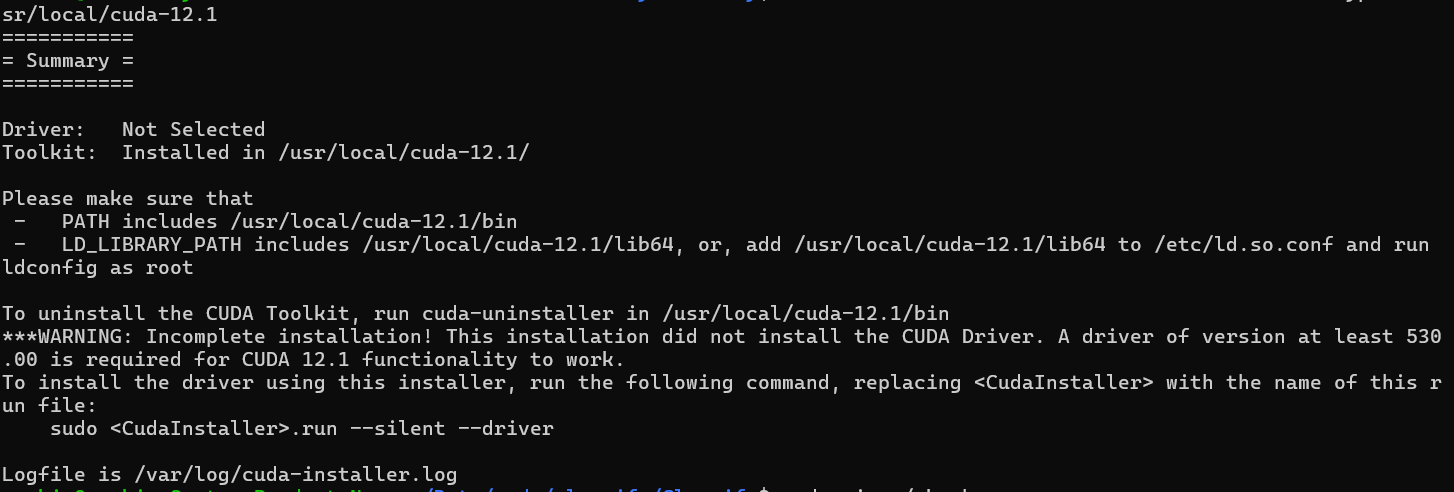 sr/local/cuda-12.1
===========
= Summary =
===========
Driver:   Not Selected
Toolkit:  Installed in /usr/local/cuda-12.1/
Please make sure that
 -   PATH includes /usr/local/cuda-12.1/bin
 -   LD_LIBRARY_PATH includes /usr/local/cuda-12.1/lib64, or, add /usr/local/cuda-12.1/lib64 to /etc/ld.so.conf and run
ldconfig as root
To uninstall the CUDA Toolkit, run cuda-uninstaller in /usr/local/cuda-12.1/bin
***WARNING: Incomplete installation! This installation did not install the CUDA Driver. A driver of version at least 530
.00 is required for CUDA 12.1 functionality to work.
To install the driver using this installer, run the following command, replacing <CudaInstaller> with the name of this r
un file:
    sudo <CudaInstaller>.run --silent --driver
Logfile is /var/log/cuda-installer.log